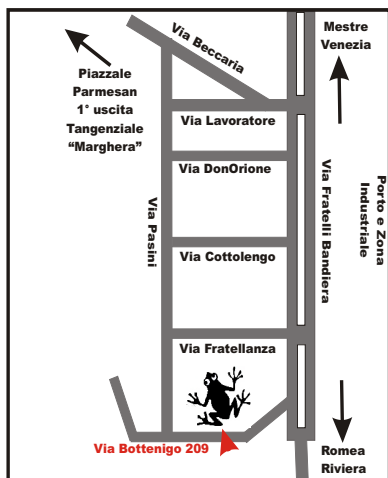 Mestre
Venezia
Via Beccaria
Piazzale
Parmesan
1° uscita
Tangenziale
“Marghera”
Via Lavoratore
Via DonOrione
Via Pasini
Via Fratelli Bandiera
Porto e Zona
Industriale
Via Cottolengo
Via Fratellanza
Via Bottenigo 209
Romea
Riviera